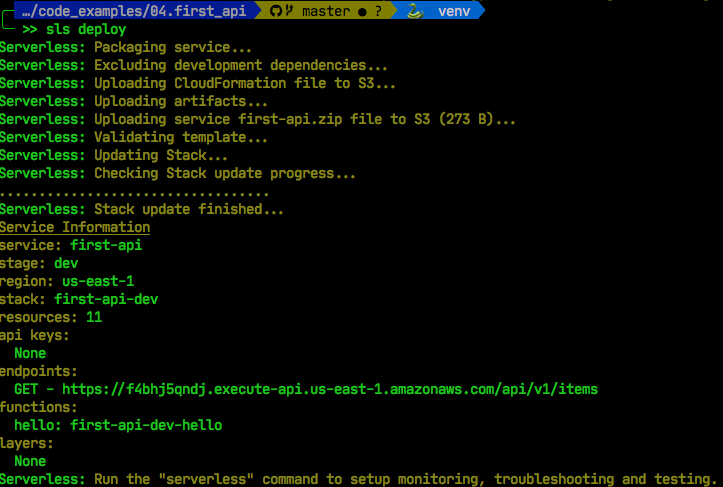 …/code_examples/04.first_api master ● ? venv
>> sls deploy
Serverless: Packaging service...
Serverless: Excluding development dependencies...
Serverless: Uploading CloudFormation file to S3...
Serverless: Uploading artifacts...
Serverless: Uploading service first-api.zip file to S3 (273 B)...
Serverless: Validating template...
Serverless: Updating Stack...
Serverless: Checking Stack update progress...
..................................
Serverless: Stack update finished...
Service Information
service: first-api
stage: dev
region: us-east-1
stack: first-api-dev
resources: 11
api keys:
  None
endpoints:
  GET - https://f4bhj5qndj.execute-api.us-east-1.amazonaws.com/api/v1/items
functions:
  hello: first-api-dev-hello
layers:
  None
Serverless: Run the "serverless" command to setup monitoring, troubleshooting and testing.